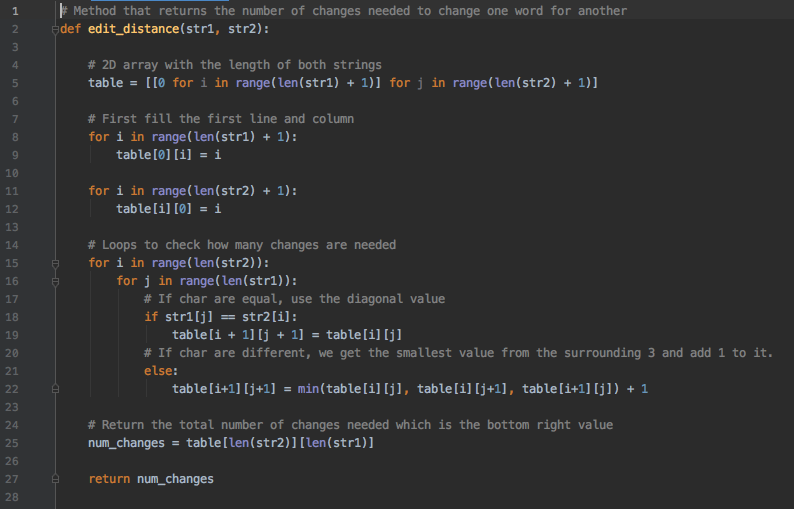 1 # Method that returns the number of changes needed to change one word for another
2 def edit_distance(str1, str2):
3
4     # 2D array with the length of both strings
5     table = [[0 for i in range(len(str1) + 1)] for j in range(len(str2) + 1)]
6
7     # First fill the first line and column
8     for i in range(len(str1) + 1):
9         table[0][i] = i
10
11     for i in range(len(str2) + 1):
12         table[i][0] = i
13
14     # Loops to check how many changes are needed
15     for i in range(len(str2)):
16         for j in range(len(str1)):
17             # If char are equal, use the diagonal value
18             if str1[j] == str2[i]:
19                 table[i + 1][j + 1] = table[i][j]
20             # If char are different, we get the smallest value from the surrounding 3 and add 1 to it.
21             else:
22                 table[i+1][j+1] = min(table[i][j], table[i][j+1], table[i+1][j]) + 1
23
24     # Return the total number of changes needed which is the bottom right value
25     num_changes = table[len(str2)][len(str1)]
26
27     return num_changes
28